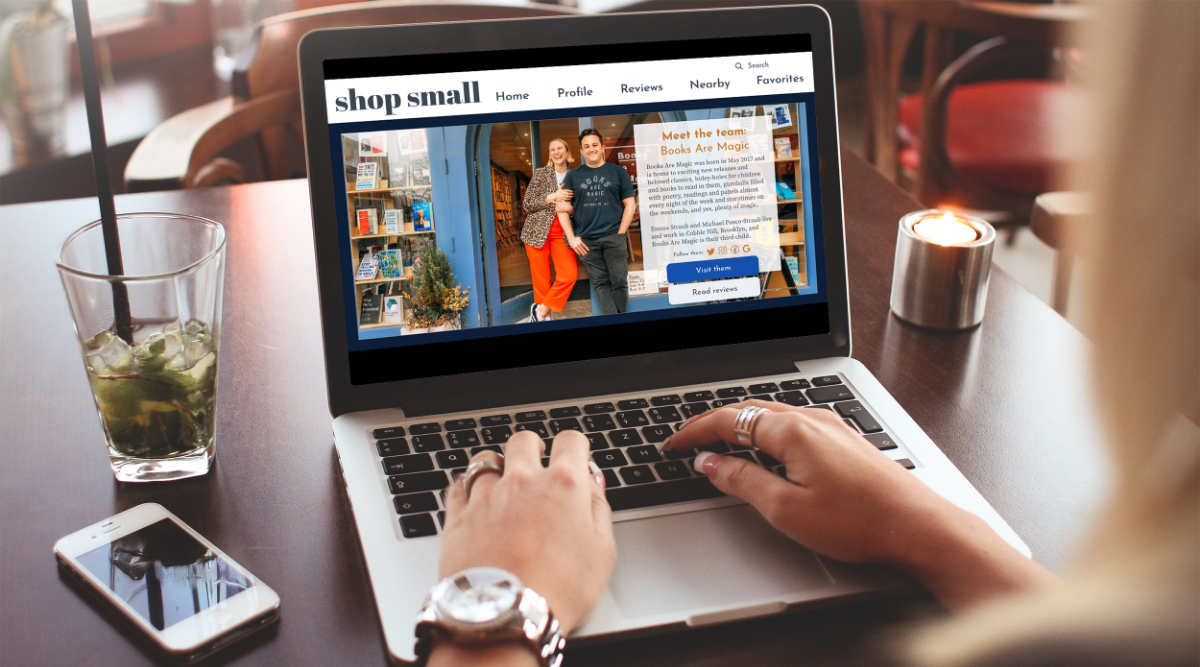 Search
shop small
Home
Profile
Reviews
Nearby
Favorites
Meet the team:
Books Are Magic
Books Are Magic was born in May 2017 and
is home to exciting new releases and
beloved classics, hidey-holes for children
and books to read in them, gumballs filled
with poetry, readings and panels almost
every night of the week and storytimes on
the weekends, and yes, plenty of magic.
Emma Straub and Michael Fusco-Straub live
and work in Cobble Hill, Brooklyn, and
Books Are Magic is their third child.
Follow them:
Visit them
Read reviews
BOOKS
ARE
MAGIC
Books